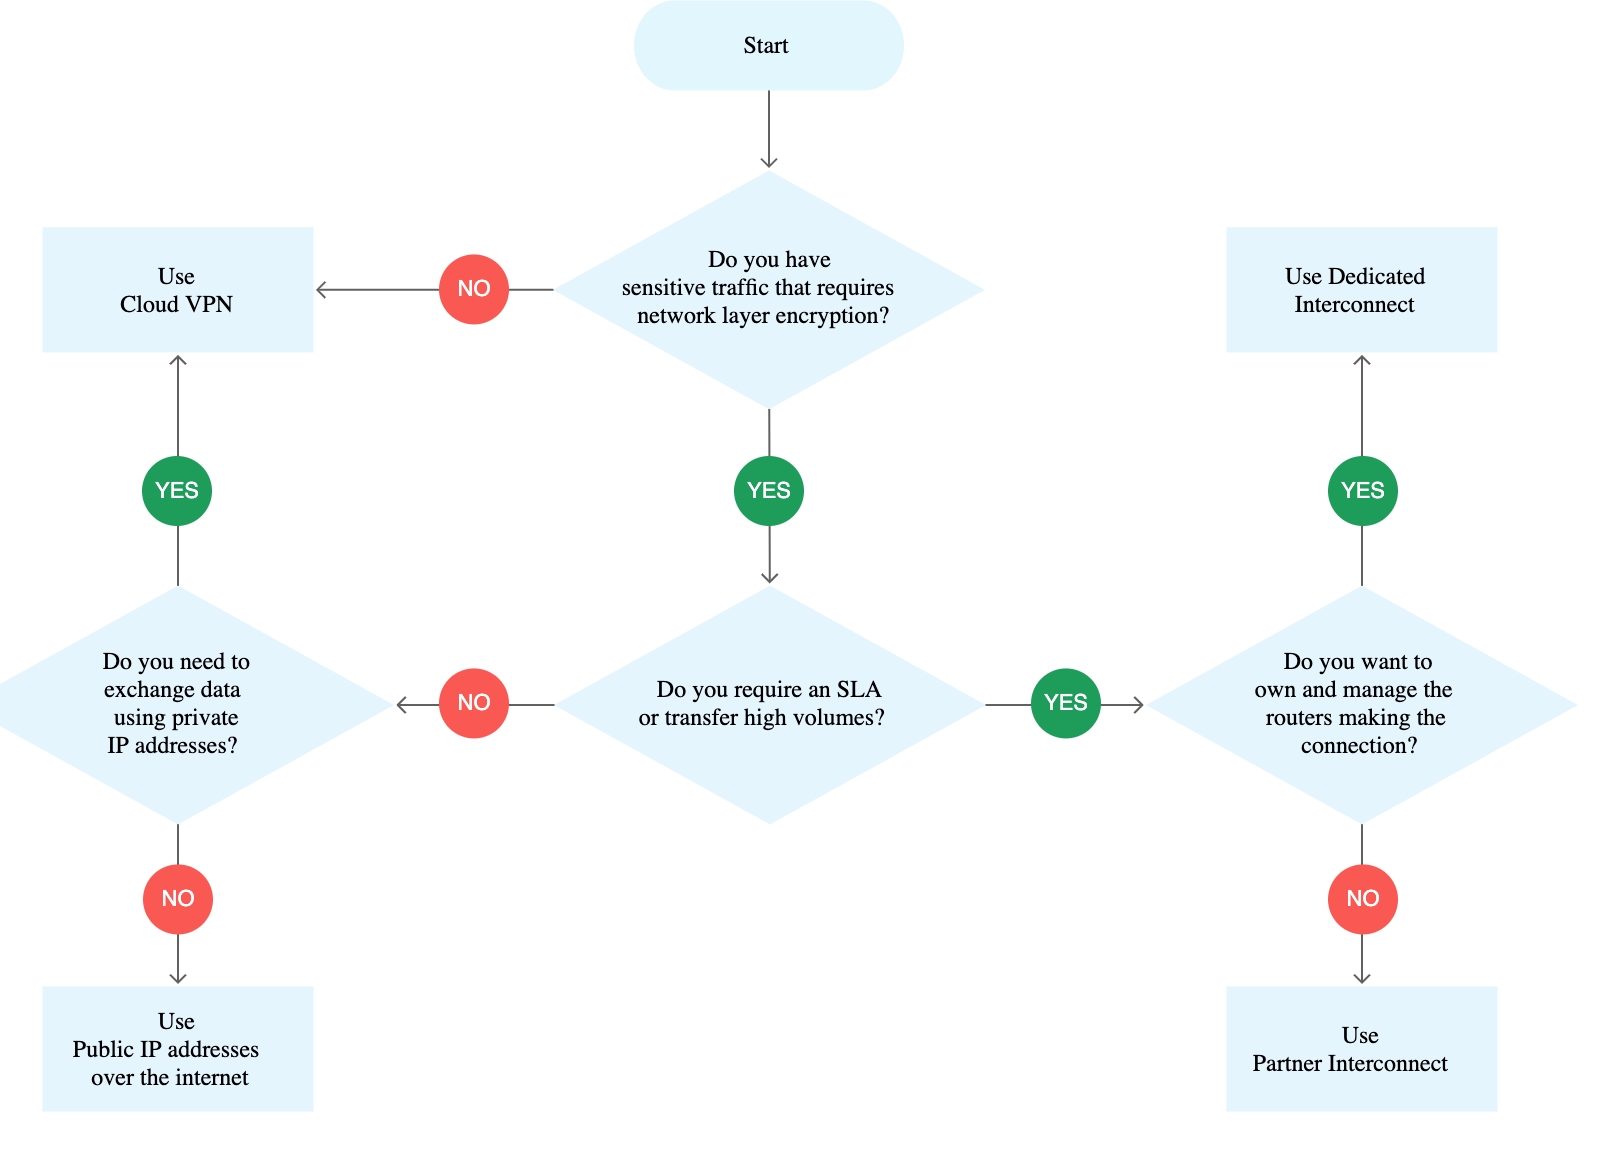 Start
Do you have
sensitive traffic that requires
network layer encryption?
NO
Use
Cloud VPN
Use Dedicated
Interconnect
YES
YES
YES
Do you need to
exchange data
using private
IP addresses?
NO
Do you require an SLA
or transfer high volumes?
YES
Do you want to
own and manage the
routers making the
connection?
NO
NO
Use
Public IP addresses
over the internet
Use
Partner Interconnect